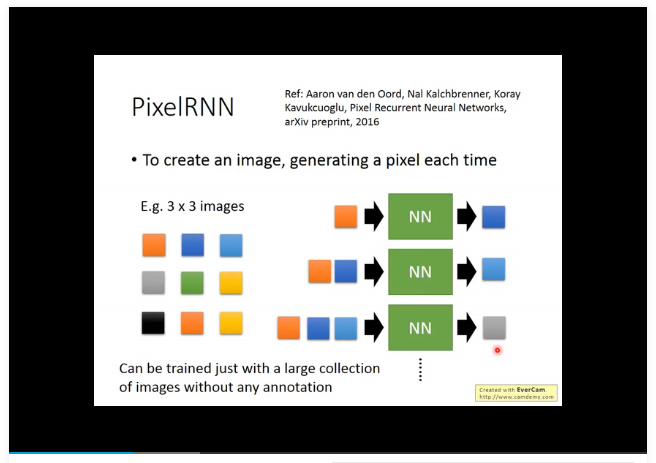 PixelRNN
Ref: Aaron van den Oord, Nal Kalchbrenner, Koray
Kavukcuoglu, Pixel Recurrent Neural Networks,
arXiv preprint, 2016
• To create an image, generating a pixel each time
E.g. 3 x 3 images
NN
NN
NN
Can be trained just with a large collection
of images without any annotation
Created with EverCam.
http://www.camdemy.com